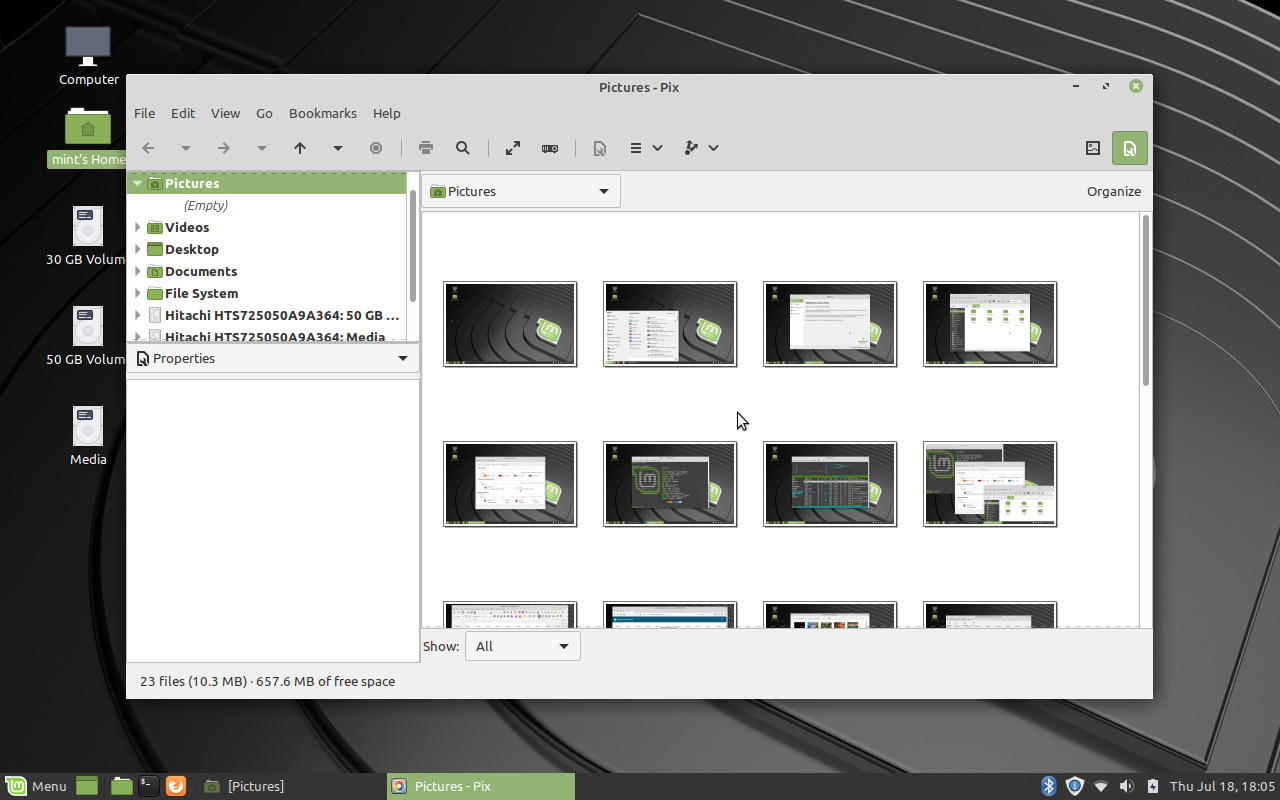 Computer
mint's Home
30 GB Volum
50 GB Volum
Media
Pictures - Pix
File Edit View Go Bookmarks Help
Pictures
(Empty)
Videos
Desktop
Documents
File System
Hitachi HTS725050A9A364: 50 GB ...
Hitachi HTS725050A9A364: Media
Properties
Pictures
Organize
Show: All
23 files (10.3 MB) · 657.6 MB of free space
Menu
[Pictures]
Pictures - Pix
Thu Jul 18, 18:05